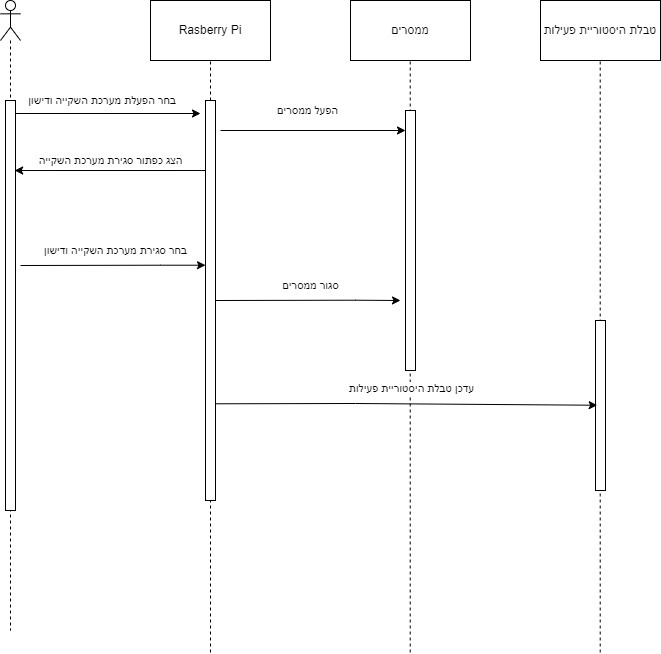 Rasberry Pi
ממסרים
טבלת היסטוריית פעילות
בחר הפעלת מערכת השקייה ודישון
הפעל ממסרים
הצג כפתור סגירת מערכת השקייה
בחר סגירת מערכת השקייה ודישון
סגור ממסרים
עדכן טבלת היסטוריית פעילות